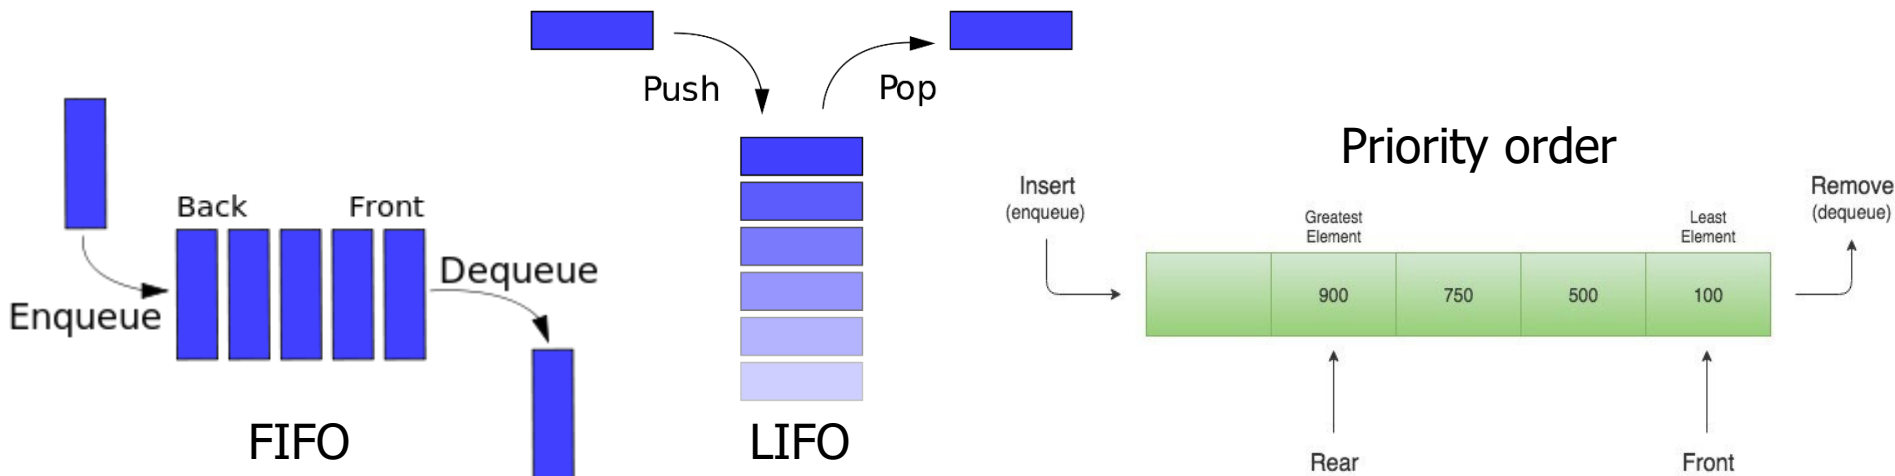 Back
Front
Enqueue
Dequeue
FIFO
Push
Pop
LIFO
Priority order
Insert
(enqueue)
Remove
(dequeue)
Greatest
Element
Least
Element
900
750
500
100
Rear
Front